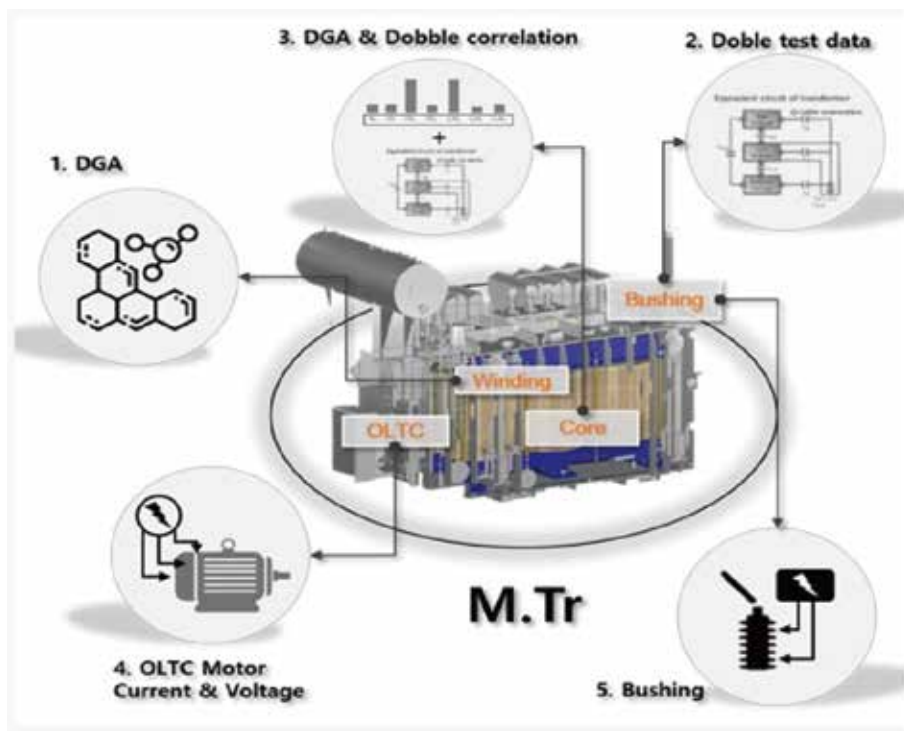 3. DGA & Dobble correlation
2. Doble test data
1. DGA
+
Bushing
Winding
OLTC
Core
M.Tr
4. OLTC Motor
Current & Voltage
5. Bushing